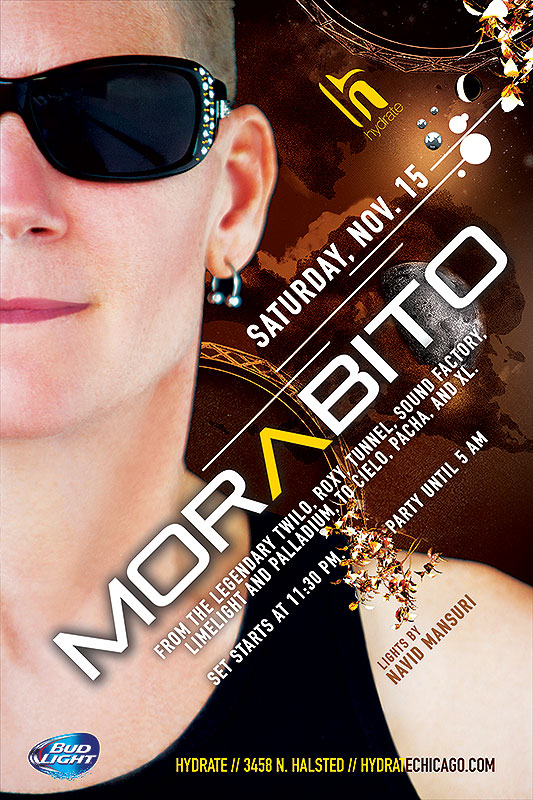 hydrate
SATURDAY, NOV. 15
MORABITO
FROM THE LEGENDARY TWILO, ROXY, TUNNEL, SOUND FACTORY,
LIMELIGHT AND PALLADIUM, TO CIELO, PACHA, AND XL.
SET STARTS AT 11:30 PM.
PARTY UNTIL 5 AM
LIGHTS BY
NAVID MANSURI
BUD
LIGHT
HYDRATE // 3458 N. HALSTED // HYDRATECHICAGO.COM